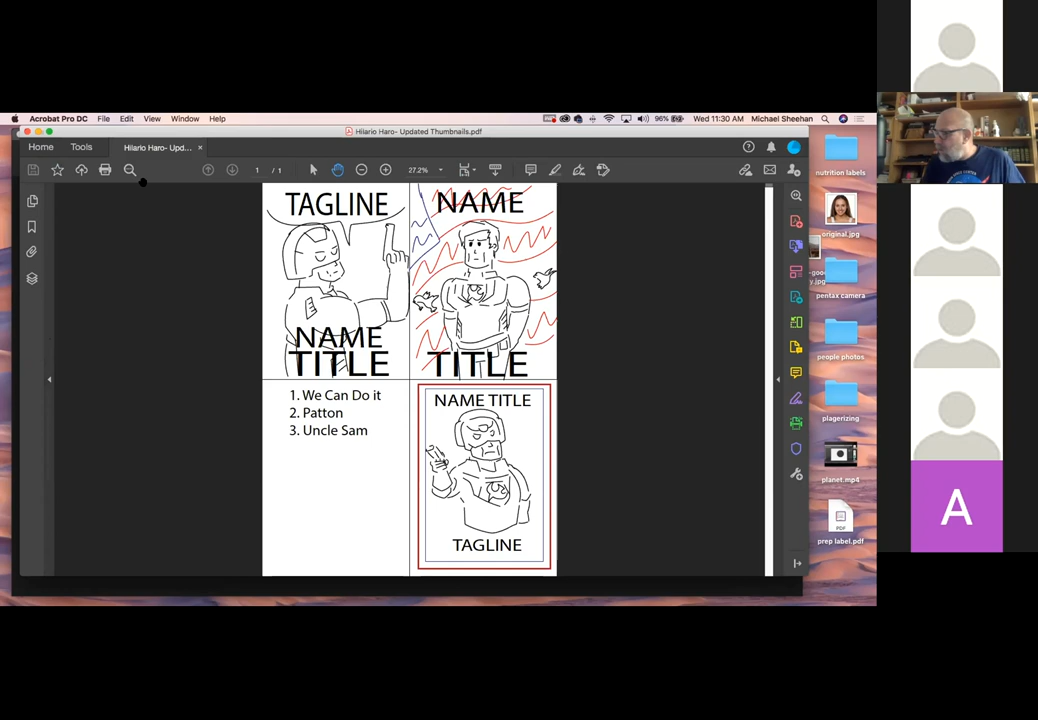 Acrobat Pro DC File Edit View Window Help 96% Wed 11:30 AM Michael Sheehan
Hilario Haro- Updated Thumbnails.pdf
Home Tools Hilario Haro- Upd... ×
1 / 1 27.2%
TAGLINE
NAME
TITLE
NAME
TITLE
1. We Can Do it
2. Patton
3. Uncle Sam
NAME TITLE
TAGLINE
nutrition labels
original.jpg
pentax camera
people photos
plagerizing
planet.mp4
PDF
prep label.pdf
A